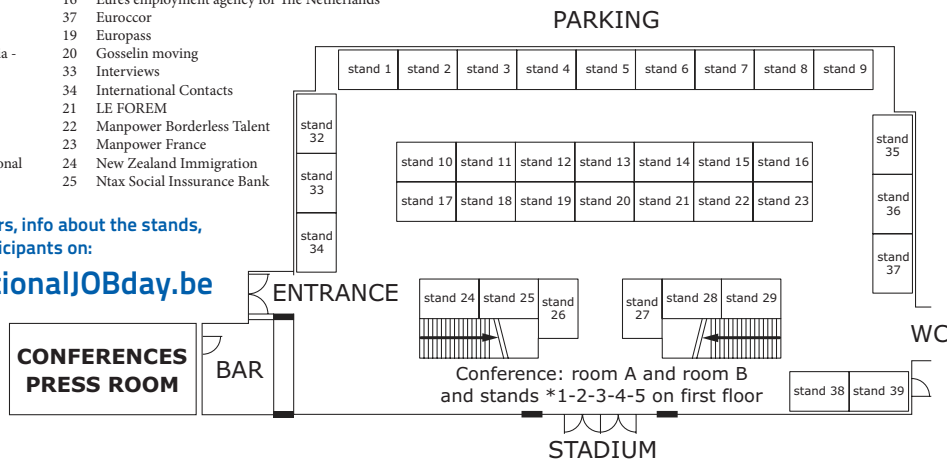 16 Eures employment agency for The Netherlands
37 Euroccor
19 Europass
20 Gosselin moving
33 Interviews
34 International Contacts
21 LE FOREM
22 Manpower Borderless Talent
23 Manpower France
24 New Zealand Immigration
25 Ntax Social Inssurance Bank
a -
onal
rs, info about the stands,
icipants on:
tionalJOBday.be
PARKING
stand 1 stand 2 stand 3 stand 4 stand 5 stand 6 stand 7 stand 8 stand 9
stand
32
stand
33
stand
34
stand 10 stand 11 stand 12 stand 13 stand 14 stand 15 stand 16
stand 17 stand 18 stand 19 stand 20 stand 21 stand 22 stand 23
stand
35
stand
36
stand
37
ENTRANCE
stand 24 stand 25 stand
26
stand
27
stand 28 stand 29
CONFERENCES
PRESS ROOM
BAR
WC
Conference: room A and room B
and stands *1-2-3-4-5 on first floor
stand 38 stand 39
STADIUM